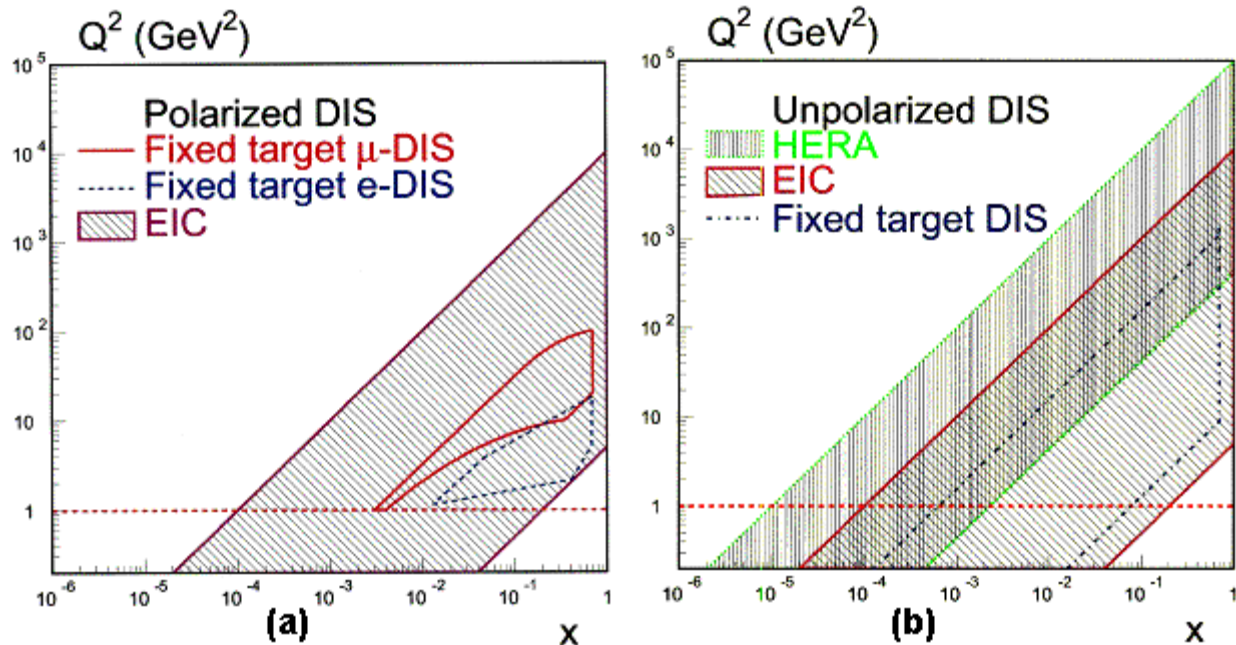 Q² (GeV²)
10⁵
10⁴
10³
10²
10
1
Polarized DIS
Fixed target μ-DIS
Fixed target e-DIS
EIC
10⁻⁶
10⁻⁵
10⁻⁴
10⁻³
10⁻²
10⁻¹
1
(a)
x
Q² (GeV²)
10⁵
10⁴
10³
10²
10
1
Unpolarized DIS
HERA
EIC
Fixed target DIS
10⁻⁶
10⁻⁵
10⁻⁴
10⁻³
10⁻²
10⁻¹
1
(b)
x